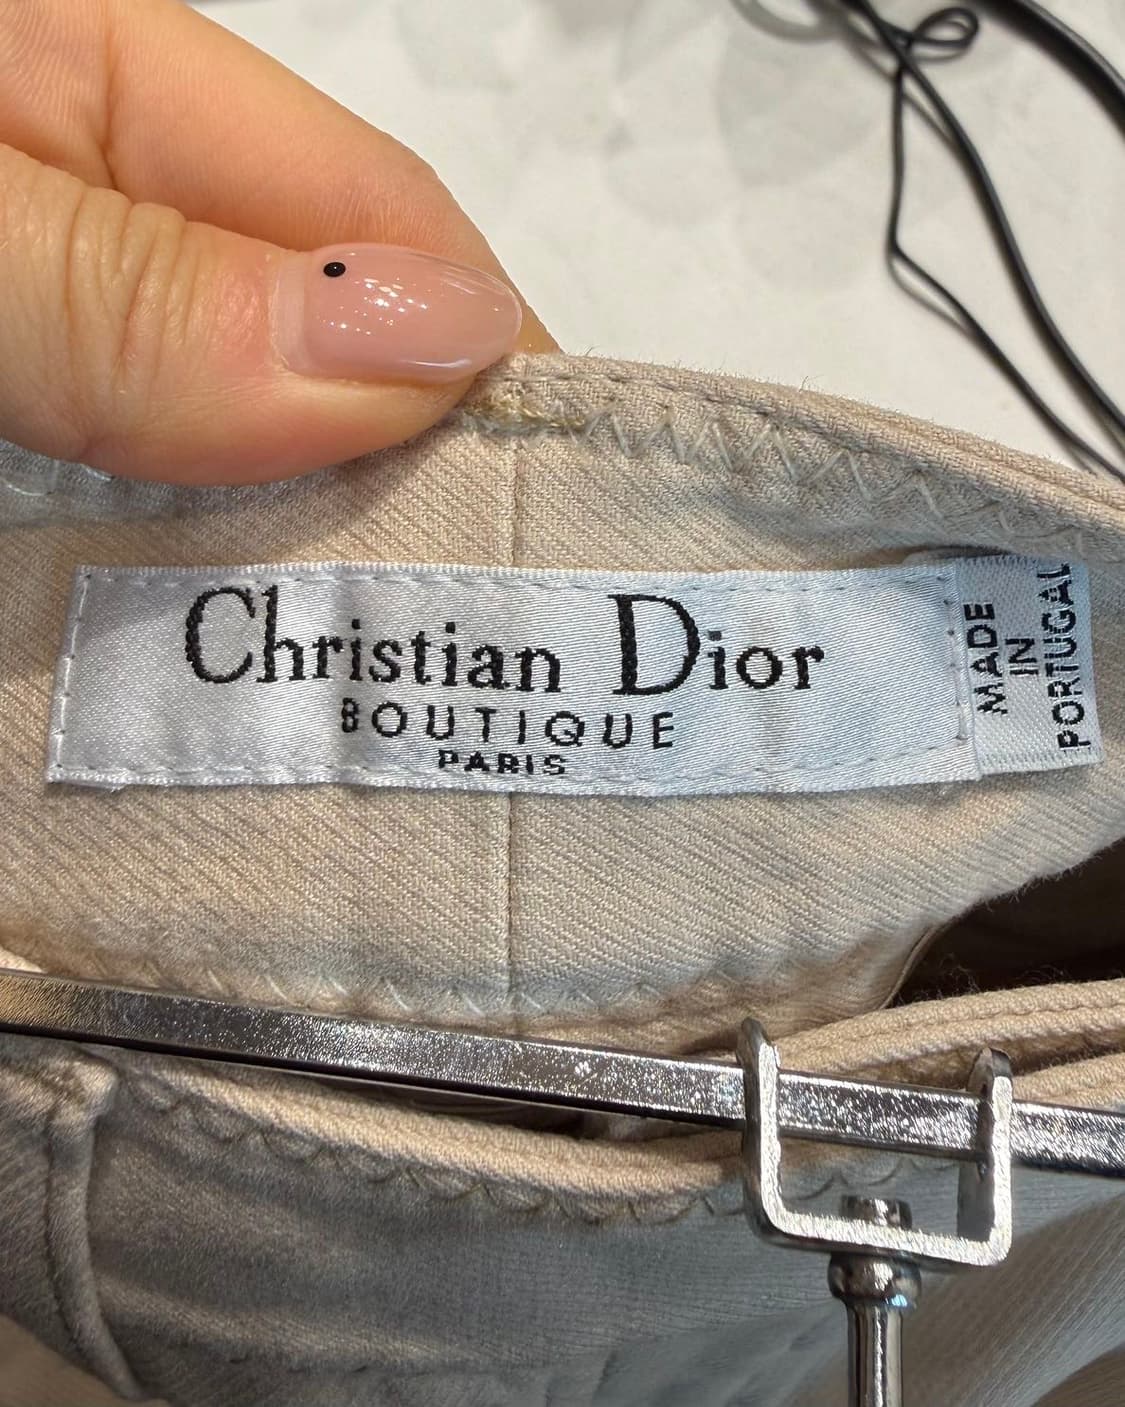 Christian Dior
BOUTIQUE
PARIS
MADE
IN
PORTUGAL